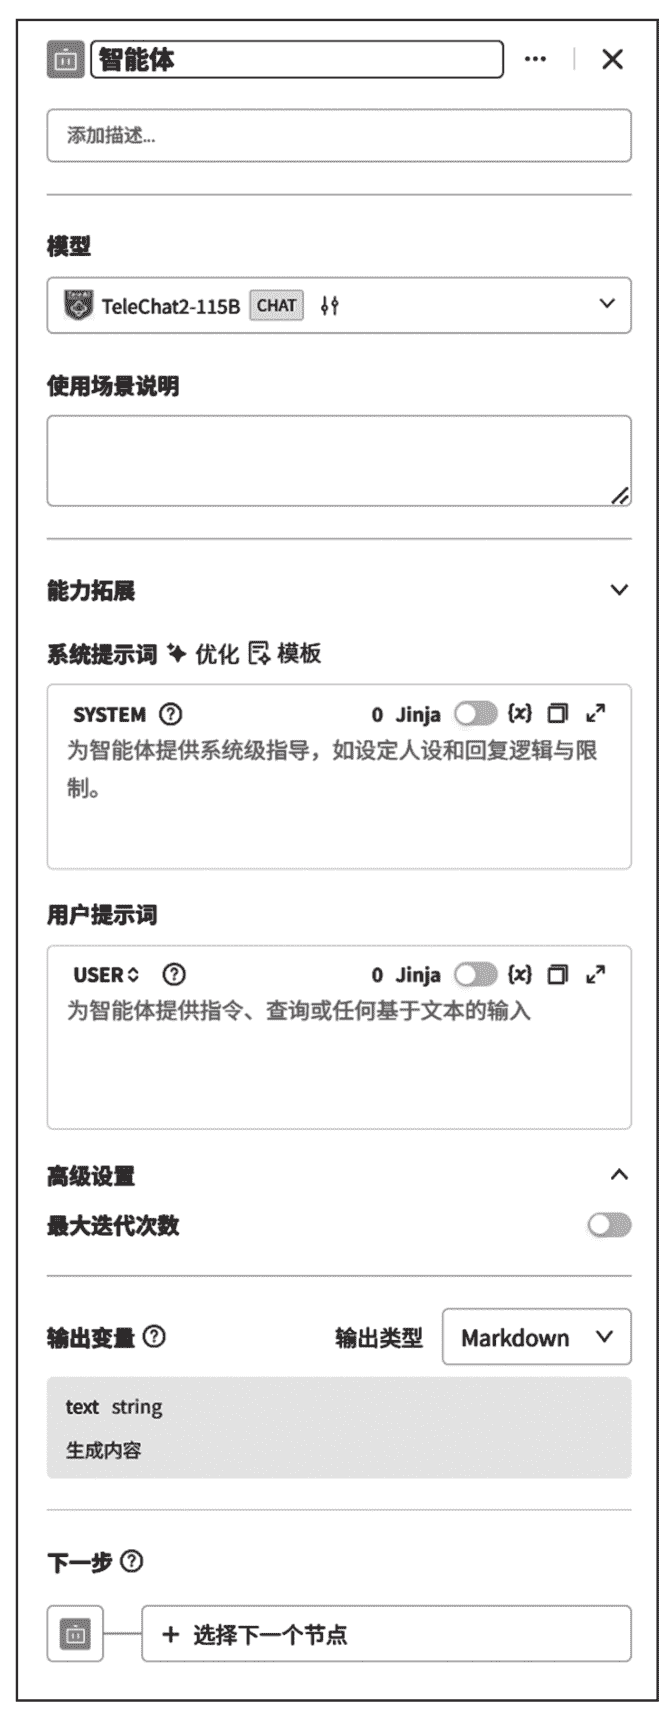 智能体
添加描述...
模型
TeleChat2-115B CHAT
使用场景说明
能力拓展
系统提示词 优化 模板
SYSTEM ? 0 Jinja {x}
为智能体提供系统级指导，如设定人设和回复逻辑与限
制。
用户提示词
USER ? 0 Jinja {x}
为智能体提供指令、查询或任何基于文本的输入
高级设置
最大迭代次数
输出变量 ? 输出类型 Markdown
text string
生成内容
下一步 ?
+ 选择下一个节点